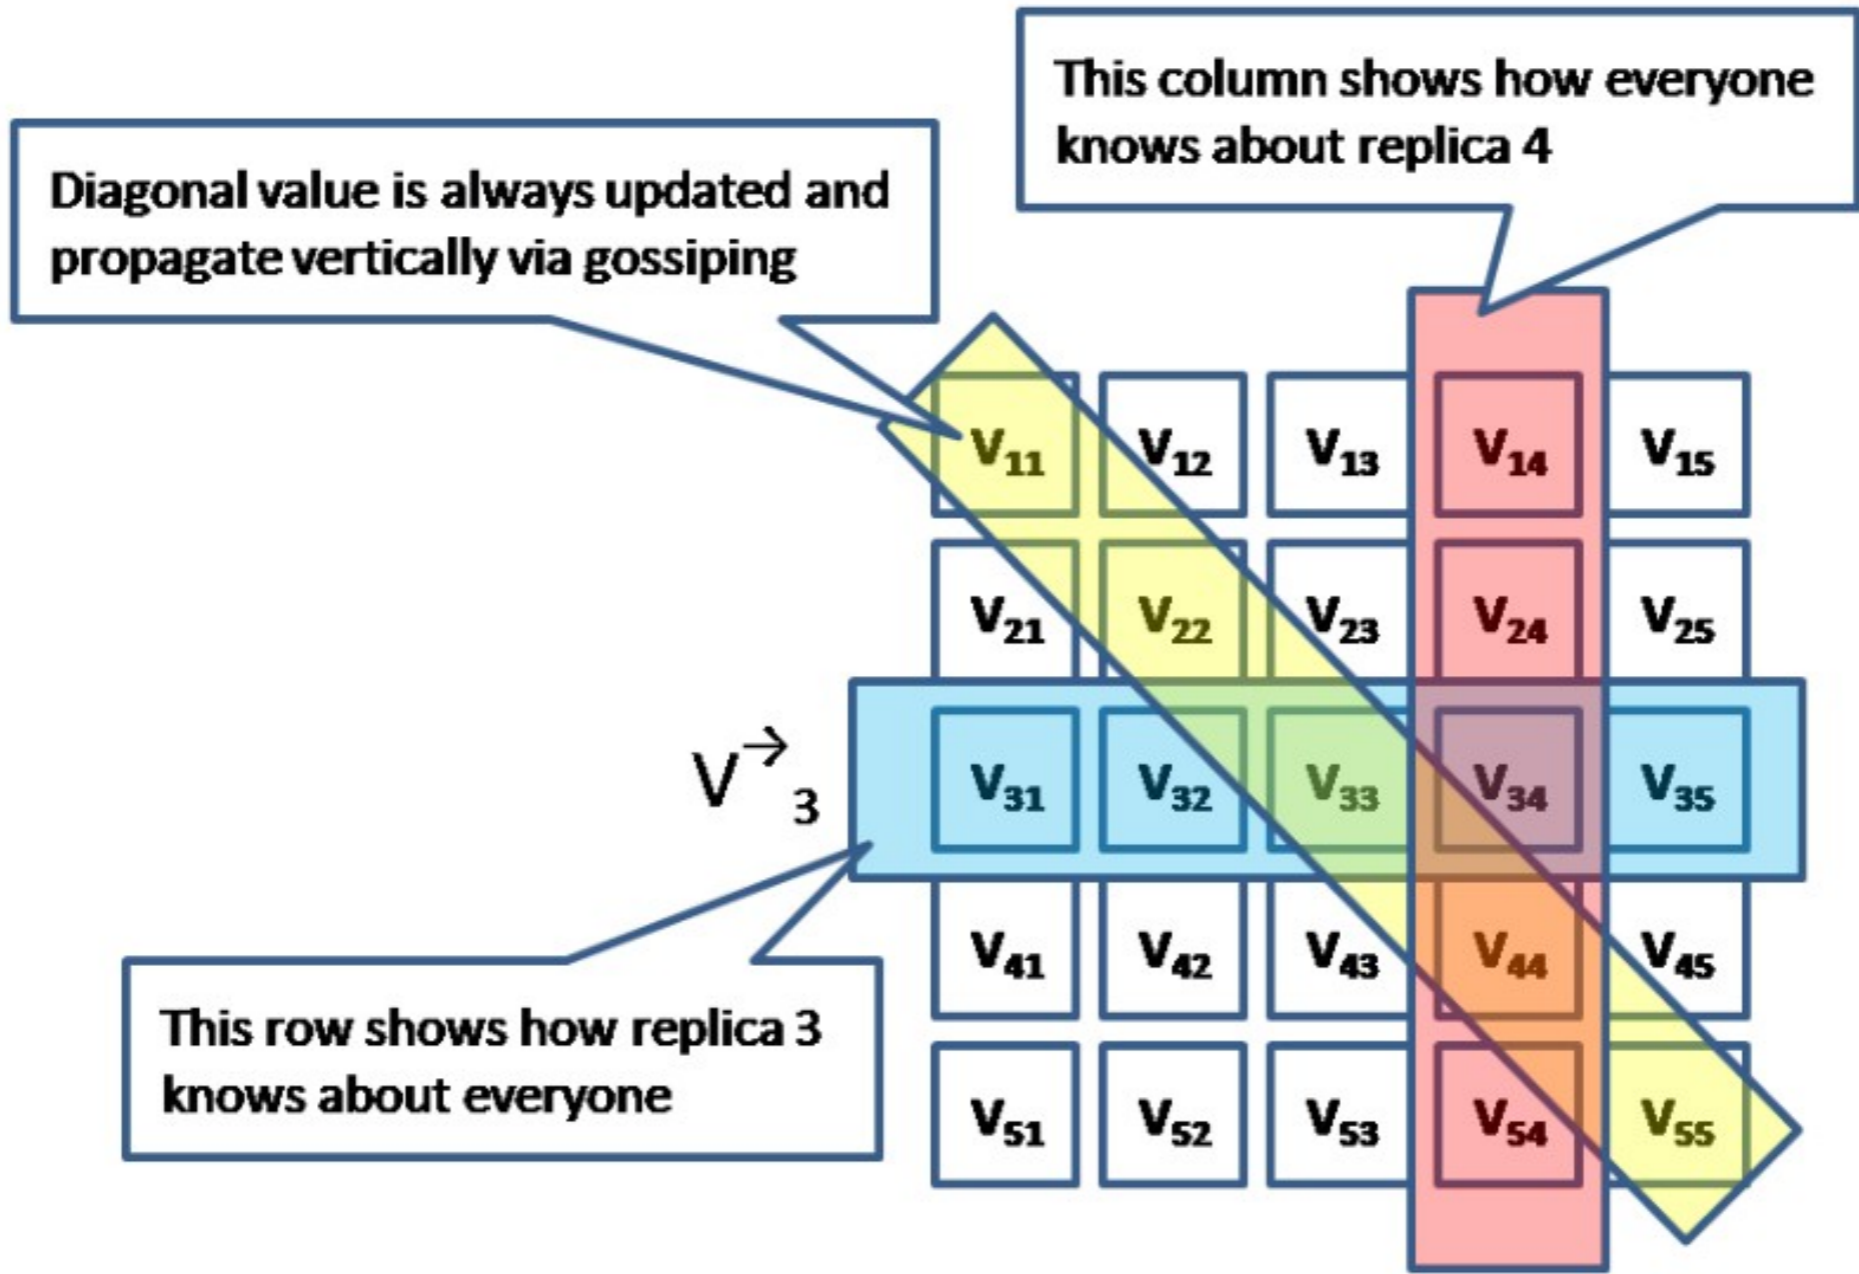 This column shows how everyone
knows about replica 4
Diagonal value is always updated and
propagate vertically via gossiping
V₁₁ V₁₂ V₁₃ V₁₄ V₁₅
V₂₁ V₂₂ V₂₃ V₂₄ V₂₅
V→₃
V₃₁ V₃₂ V₃₃ V₃₄ V₃₅
V₄₁ V₄₂ V₄₃ V₄₄ V₄₅
This row shows how replica 3
knows about everyone
V₅₁ V₅₂ V₅₃ V₅₄ V₅₅